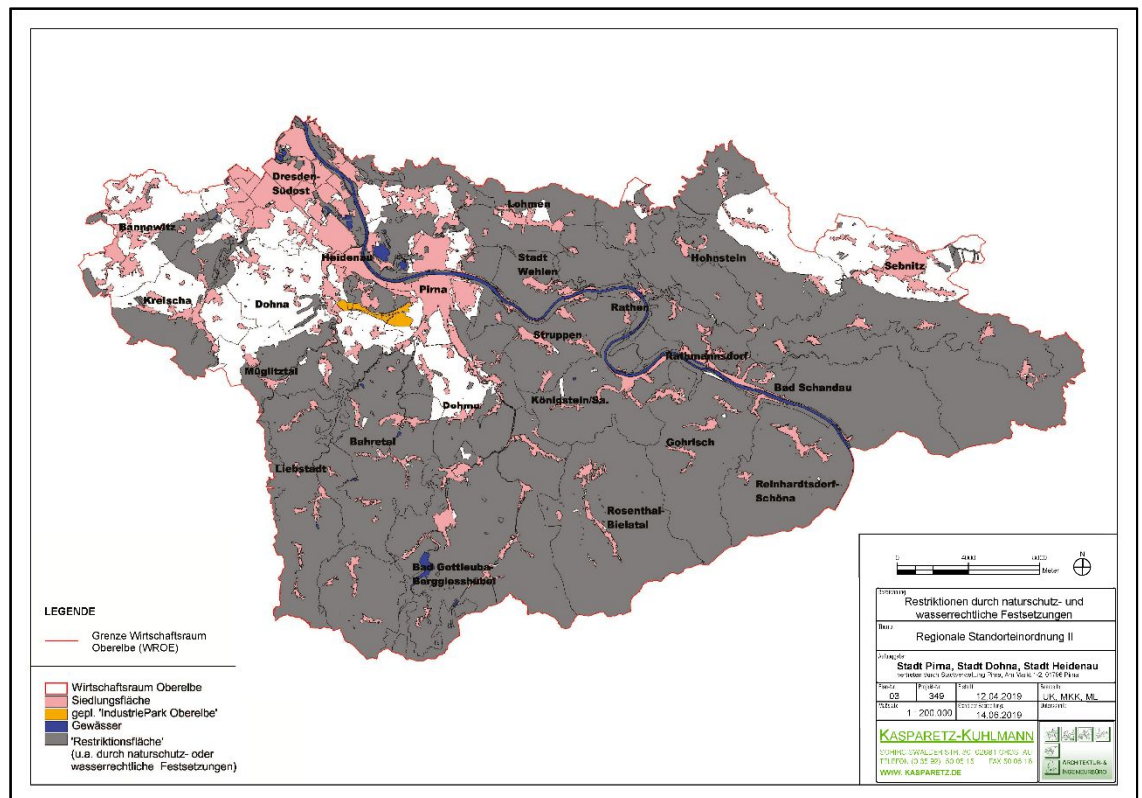 Dresden-
Südost
Bannewitz
Lohmen
Heidenau
Stadt
Wehlen
Hohnstein
Sebnitz
Kreischa
Dohna
Pirna
Rathen
Struppen
Rathmannsdorf
Müglitztal
Bad Schandau
Dohma
Königstein/Sa.
Bahretal
Gohrisch
Liebstadt
Reinhardtsdorf-
Schöna
Rosenthal-
Bielatal
Bad Gottleuba-
Berggiesshübel
LEGENDE
Grenze Wirtschaftsraum
Oberelbe (WROE)
Wirtschaftsraum Oberelbe
Siedlungsfläche
gepl. 'IndustriePark Oberelbe'
Gewässer
'Restriktionsfläche'
(u.a. durch naturschutz- oder
wasserrechtliche Festsetzungen)
0 4000 8000
Meter
N
Restriktionen durch naturschutz- und
wasserrechtliche Festsetzungen
Regionale Standorteinordnung II
Stadt Pirna, Stadt Dohna, Stadt Heidenau
03 349 12.04.2019 UK, MKK, ML
1 : 200.000 14.06.2019
KASPARETZ-KUHLMANN
WWW. KASPARETZ.DE
ARCHITEKTUR- &
INGENIEURBÜRO